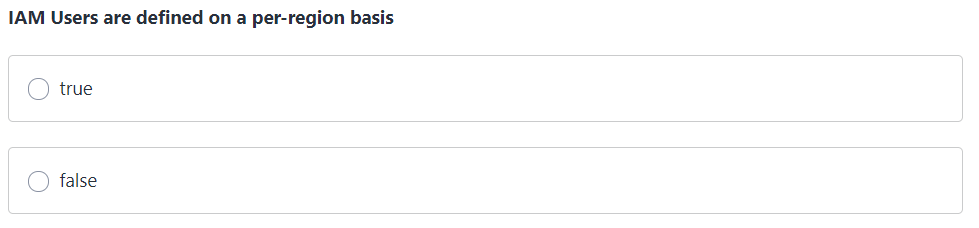 IAM Users are defined on a per-region basis
true
false